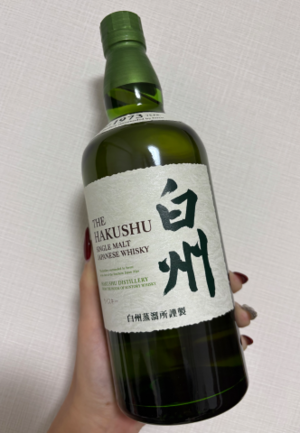 1973
THE
HAKUSHU
SINGLE MALT
JAPANESE WHISKY
白州
HAKUSHU DISTILLERY
白州蒸溜所謹製